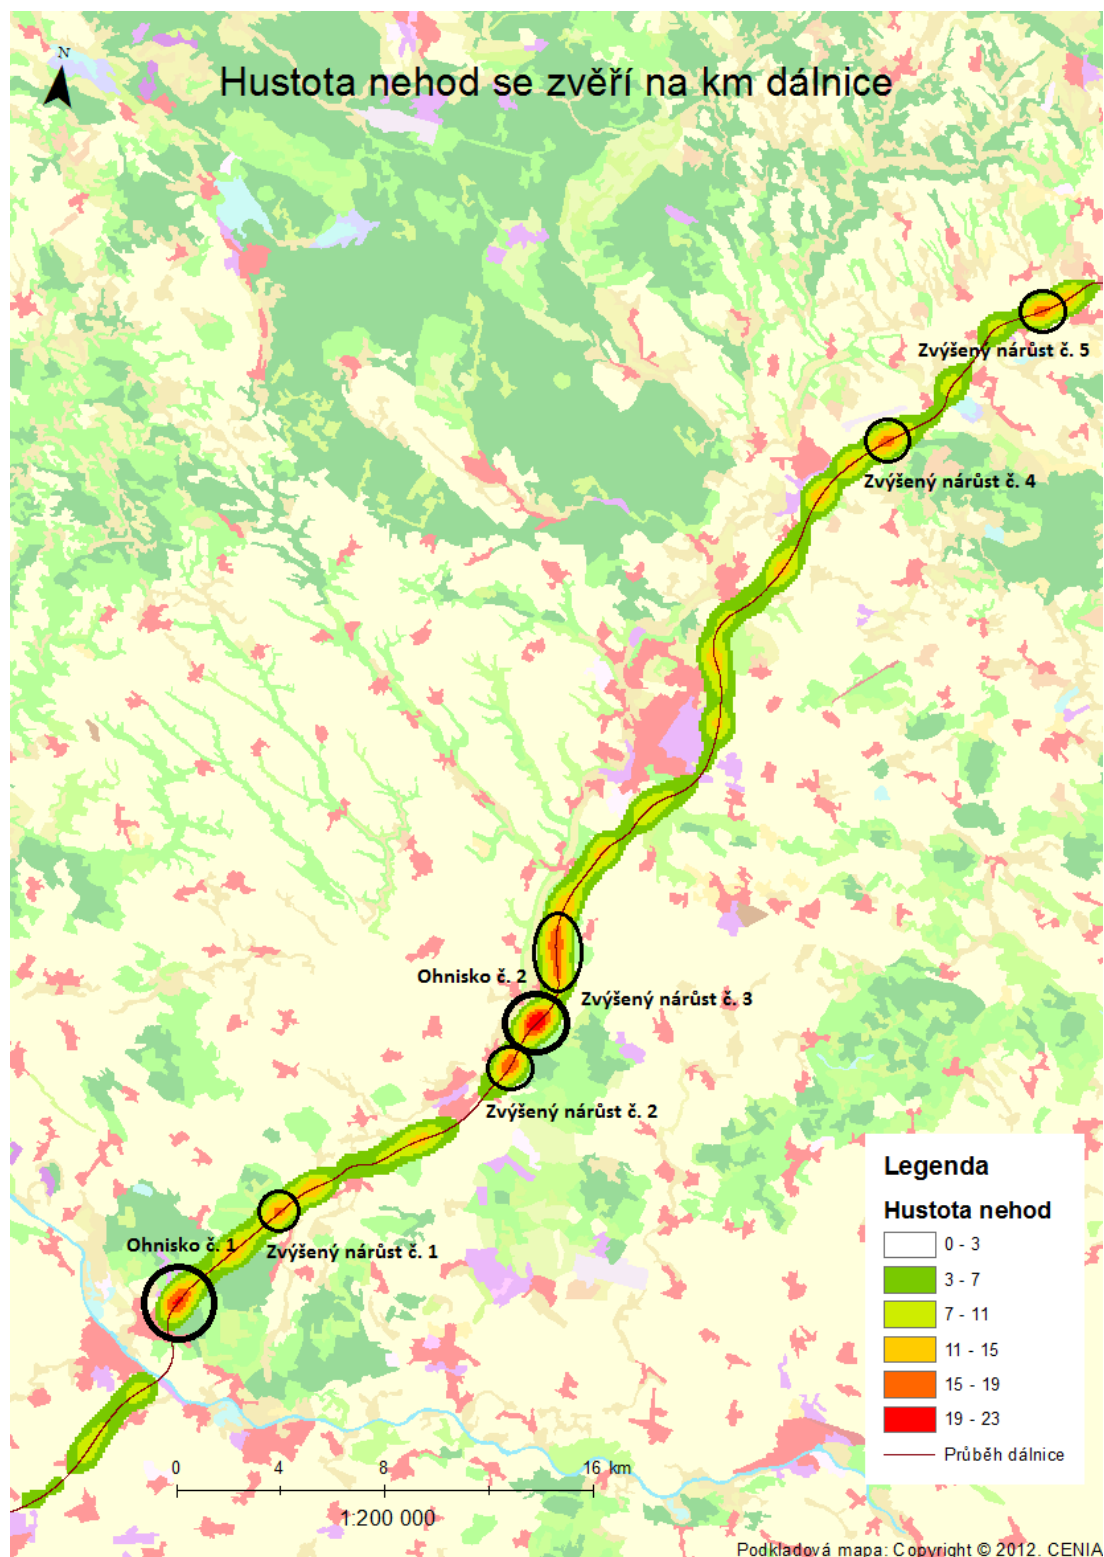 N
Hustota nehod se zvěří na km dálnice
Zvýšený nárůst č. 5
Zvýšený nárůst č. 4
Ohnisko č. 2
Zvýšený nárůst č. 3
Zvýšený nárůst č. 2
Ohnisko č. 1
Zvýšený nárůst č. 1
Legenda
Hustota nehod
0 - 3
3 - 7
7 - 11
11 - 15
15 - 19
19 - 23
Průběh dálnice
0 4 8 16 km
1:200 000
Podkladová mapa: Copyright © 2012. CENIA